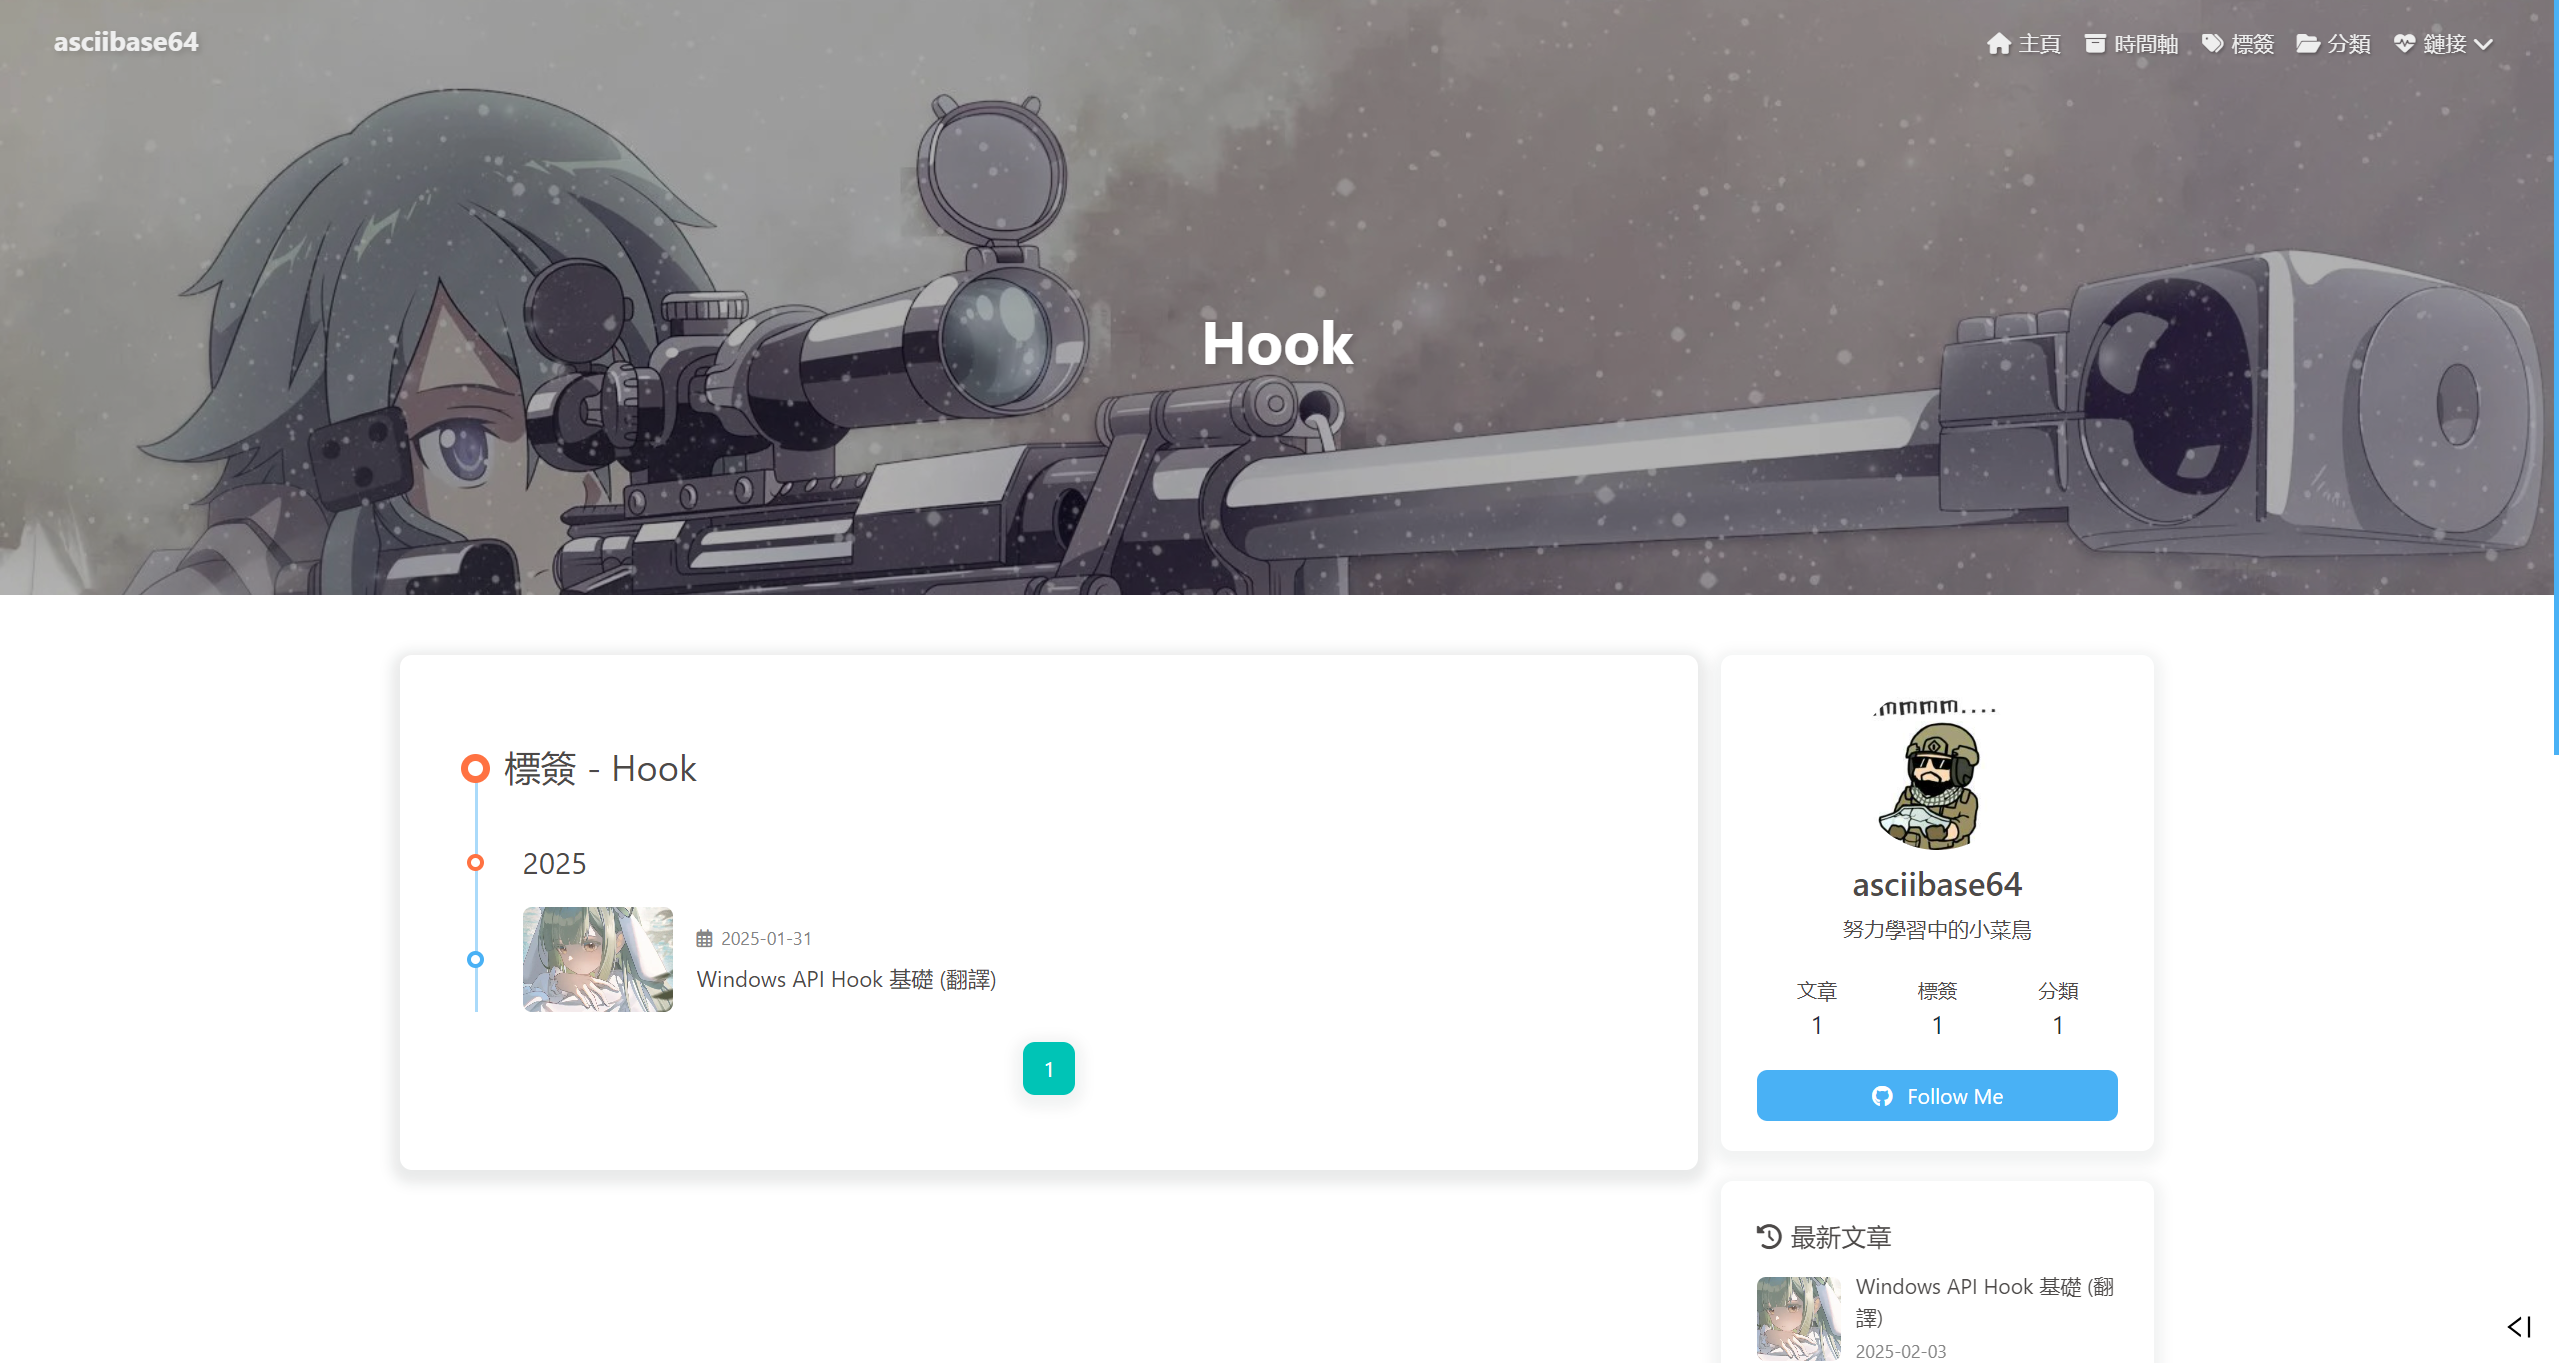 asciibase64
主頁 時間軸 標簽 分類 鏈接
Hook
標簽 - Hook
2025
2025-01-31
Windows API Hook 基礎 (翻譯)
1
mmmm....
asciibase64
努力學習中的小菜鳥
文章 標簽 分類
1 1 1
Follow Me
最新文章
Windows API Hook 基礎 (翻
譯)
2025-02-03